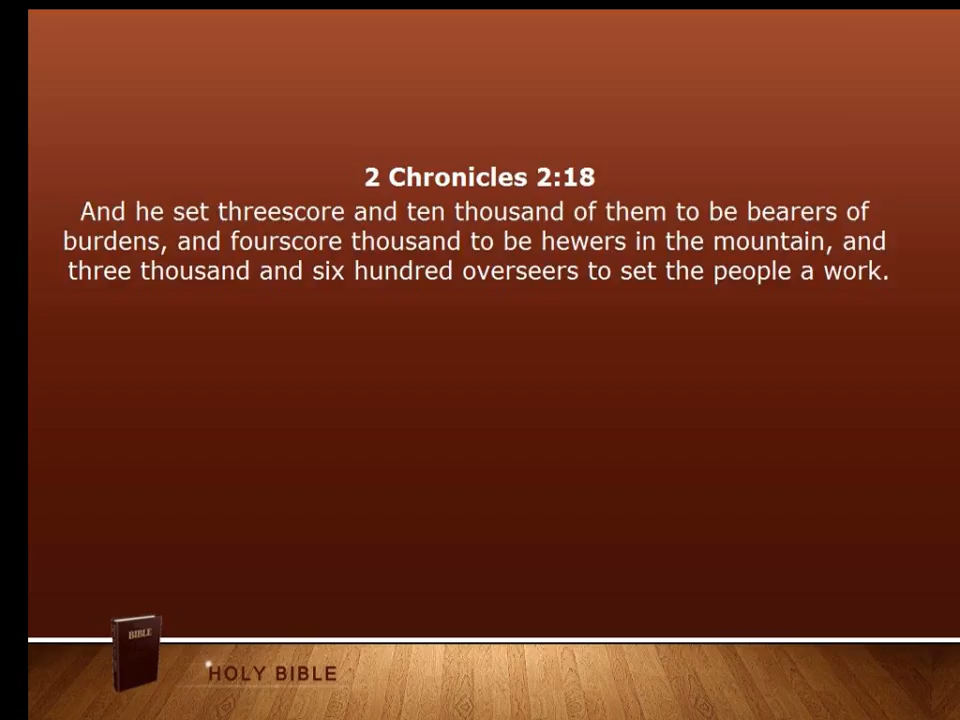 2 Chronicles 2:18
And he set threescore and ten thousand of them to be bearers of
burdens, and fourscore thousand to be hewers in the mountain, and
three thousand and six hundred overseers to set the people a work.
BIBLE
HOLY BIBLE